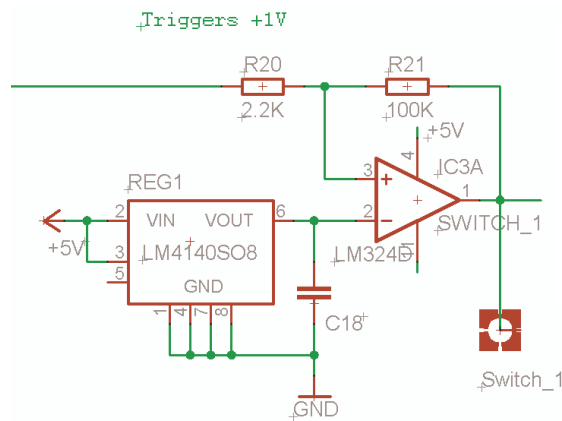 Triggers +1V
R20
R21
2.2K
100K
+5V
4
IC3A
3
+
1
2
-
SWITCH_1
LM324D
11
REG1
2
VIN
VOUT
6
+5V
3
LM4140SO8
5
GND
1
4
7
8
C18
Switch_1
GND